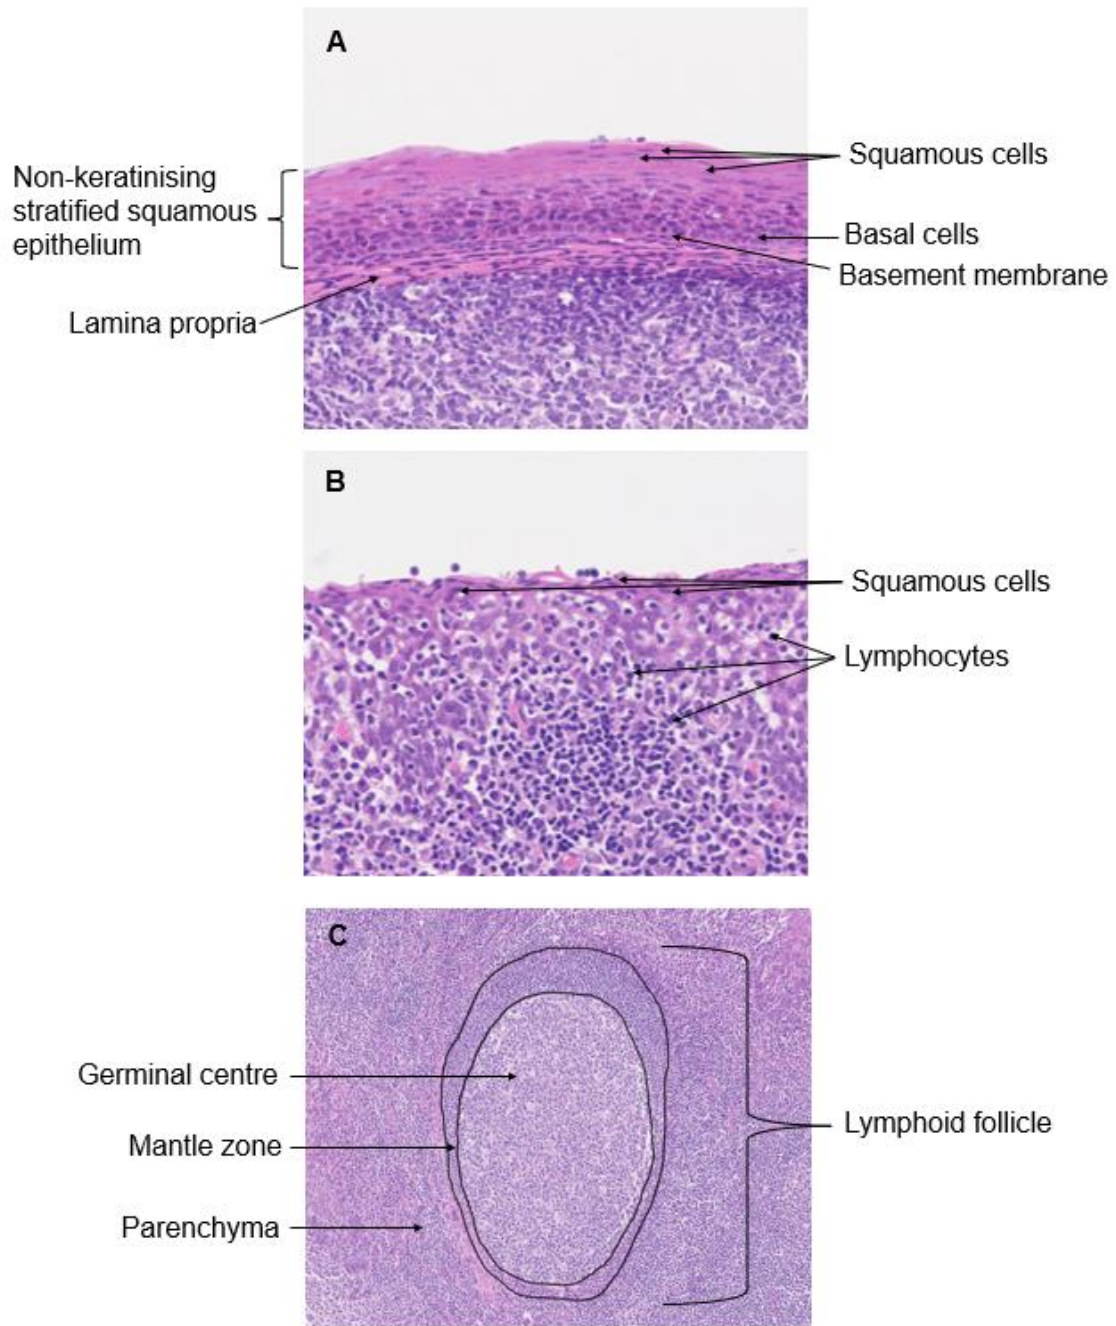 A
Non-keratinising
stratified squamous
epithelium
Lamina propria
Squamous cells
Basal cells
Basement membrane
B
Squamous cells
Lymphocytes
C
Germinal centre
Mantle zone
Parenchyma
Lymphoid follicle